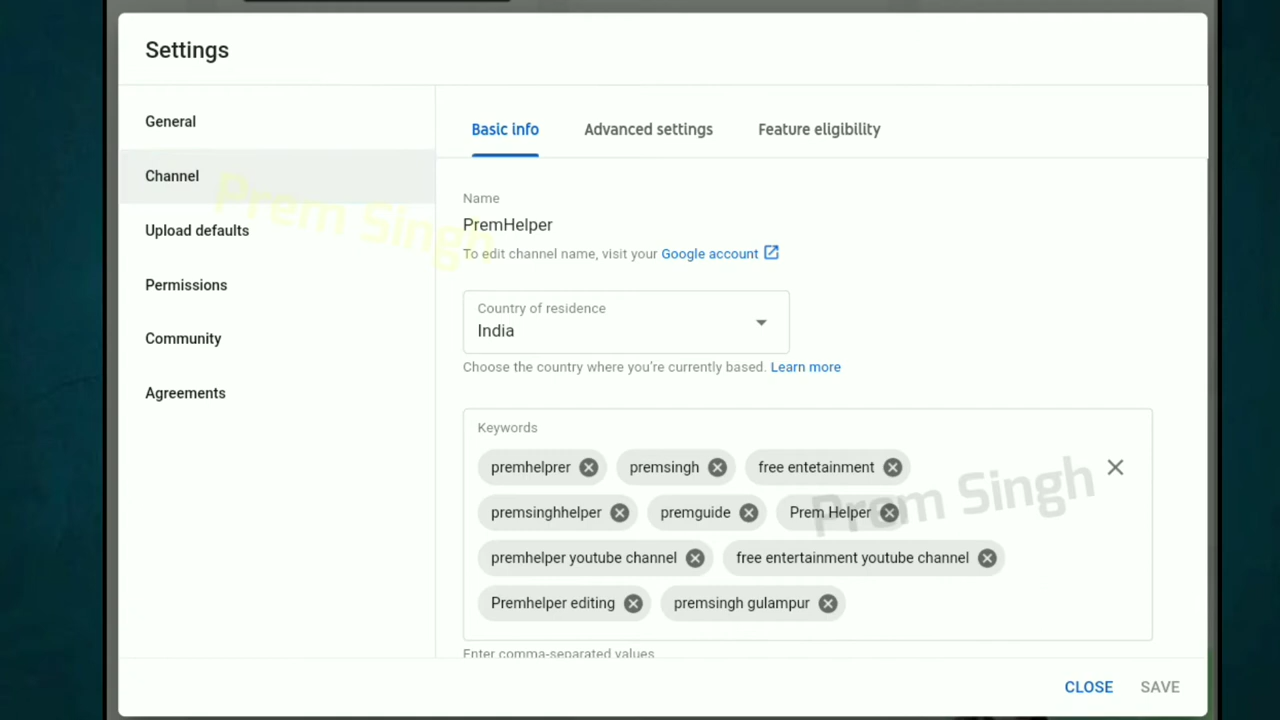 Settings
General
Channel
Upload defaults
Permissions
Community
Agreements
Basic info Advanced settings Feature eligibility
Name
PremHelper
To edit channel name, visit your Google account
Country of residence
India
Choose the country where you're currently based. Learn more
Keywords
premhelprer premsingh free entetainment
premsinghhelper premguide Prem Helper
premhelper youtube channel free entertainment youtube channel
Premhelper editing premsingh gulampur
Enter comma-separated values
CLOSE SAVE
Prem Singh
Prem Singh